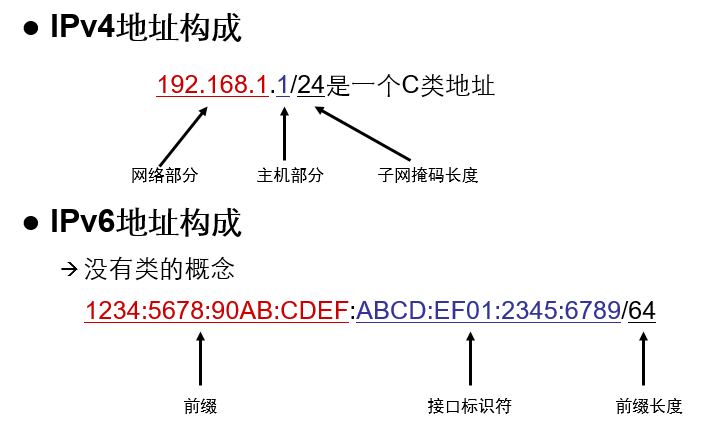 ● IPv4地址构成
192.168.1.1/24是一个C类地址
网络部分 主机部分 子网掩码长度
● IPv6地址构成
→ 没有类的概念
1234:5678:90AB:CDEF:ABCD:EF01:2345:6789/64
前缀 接口标识符 前缀长度